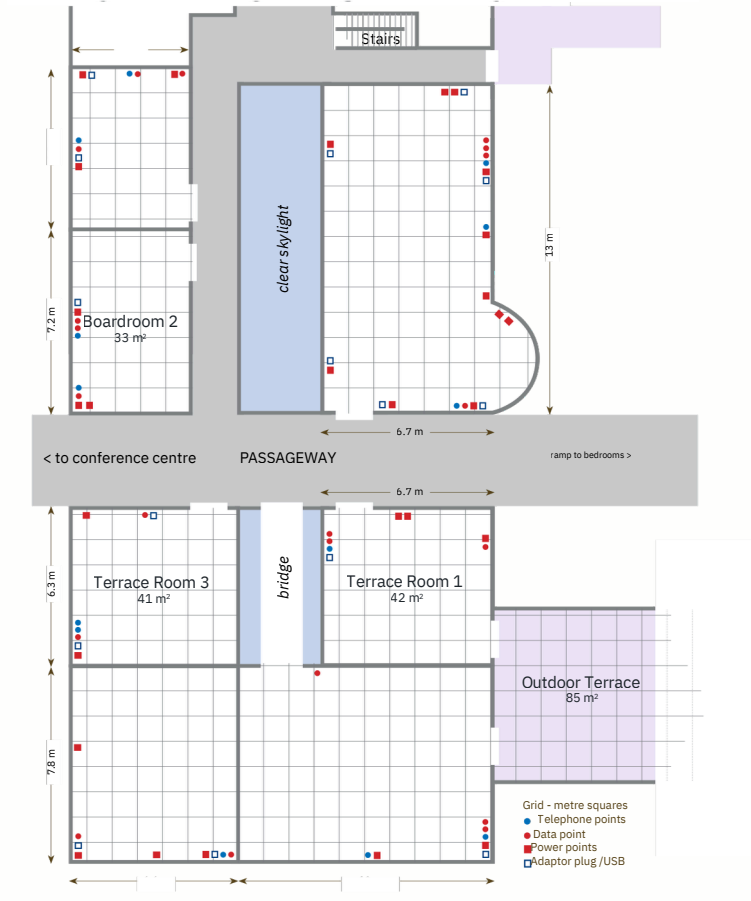 Stairs
clear skylight
13 m
7.2 m
Boardroom 2
33 m²
6.7 m
< to conference centre
PASSAGEWAY
ramp to bedrooms >
6.7 m
6.3 m
Terrace Room 3
41 m²
bridge
Terrace Room 1
42 m²
Outdoor Terrace
85 m²
7.8 m
Grid - metre squares
Telephone points
Data point
Power points
Adaptor plug /USB